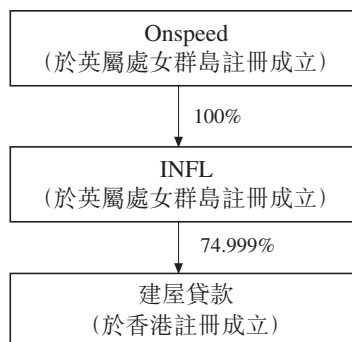 Onspeed
（於英屬處女群島註冊成立）
100%
INFL
（於英屬處女群島註冊成立）
74.999%
建屋貸款
（於香港註冊成立）